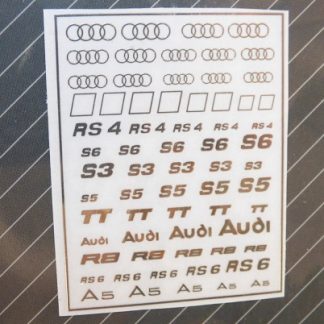 RS 4 RS 4 RS 4 RS 4 RS 4
S6 S6 S6 S6 S6
S3 S3 S3 S3 S3
S5 S5 S5 S5 S5
TT TT TT TT TT
Audi Audi Audi Audi Audi
R8 R8 R8 R8 R8
RS 6 RS 6 RS 6 RS 6 RS 6
A5 A5 A5 A5 A5